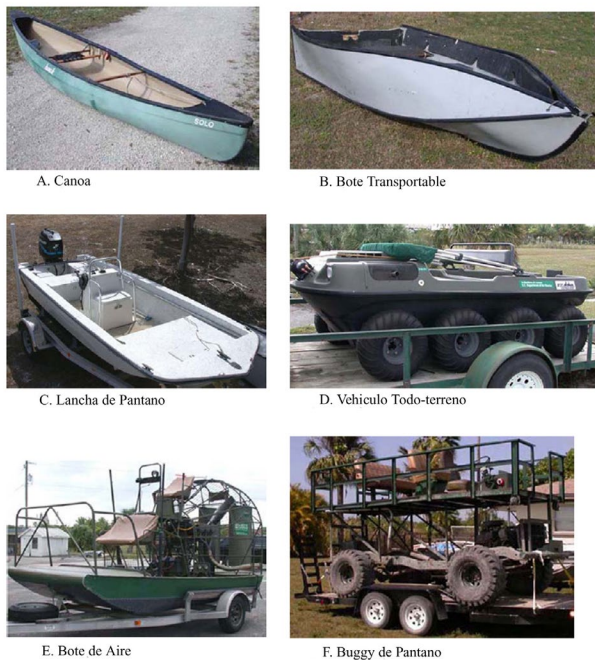 SOLO
A. Canoa
B. Bote Transportable
C. Lancha de Pantano
D. Vehiculo Todo-terreno
E. Bote de Aire
F. Buggy de Pantano